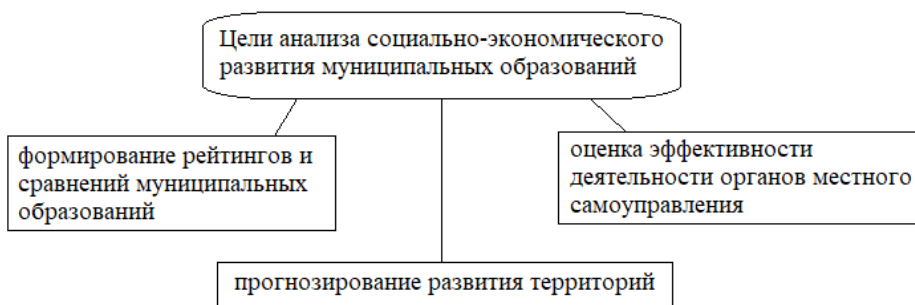 Цели анализа социально-экономического
развития муниципальных образований
формирование рейтингов и
сравнений муниципальных
образований
оценка эффективности
деятельности органов местного
самоуправления
прогнозирование развития территорий